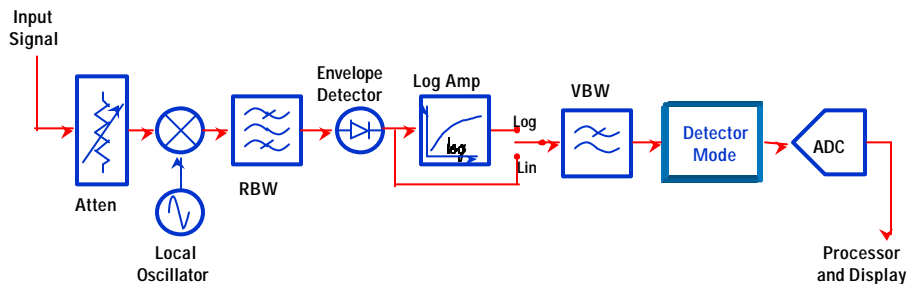 Input
Signal
Atten
Local
Oscillator
RBW
Envelope
Detector
Log Amp
log
Log
Lin
VBW
Detector
Mode
ADC
Processor
and Display